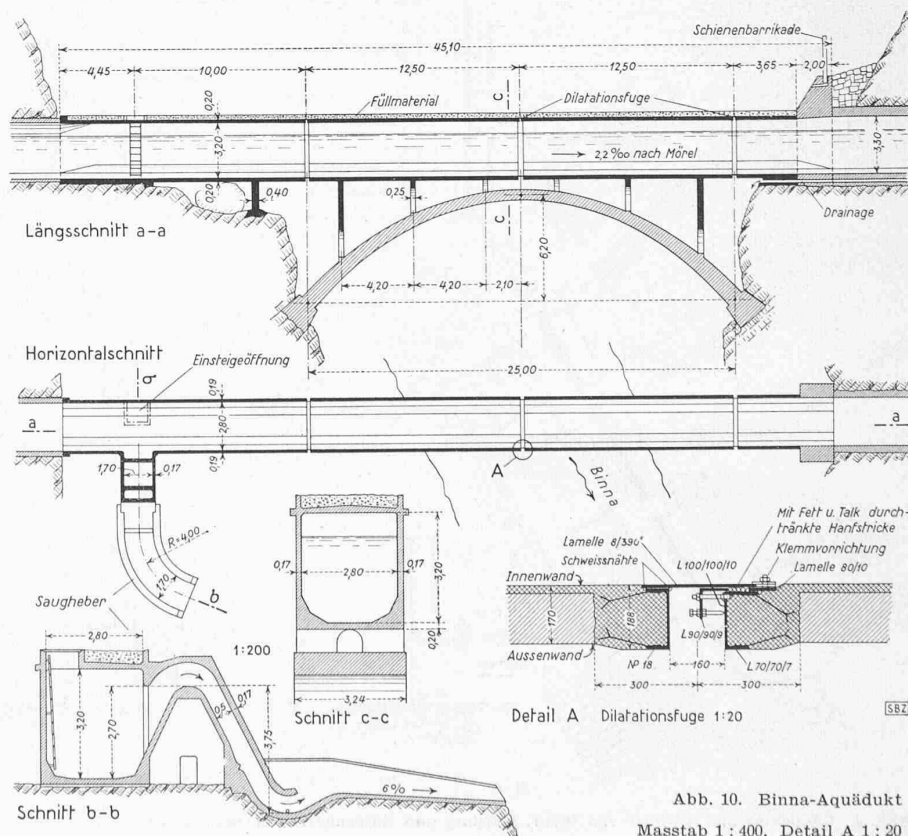 Schienenbarrikade
45,10
4,45 10,00 12,50 12,50 3,65 2,00
0,20
Füllmaterial
c
Dilatationsfuge
3,20
2,2‰ nach Mörel
3,30
0,20
0,40
0,25
c
Drainage
Längsschnitt a-a
6,20
4,20 4,20 2,10
Horizontalschnitt
Einsteigeöffnung
25,00
0,19
a
2,80
a
0,19
1,70
0,17
A
Binna
R=4,00
1,70
b
Saugheber
0,17
2,80
0,17
3,20
0,20
3,24
Schnitt c-c
Mit Fett u. Talk durch-
tränkte Hanfstricke
Lamelle 8/390
Klemmvorrichtung
Schweissnähte
L100/100/10
Lamelle 80/10
Innenwand
170
188
L90/90/9
Aussenwand
NP 18
160
L70/70/7
300 300
Detail A Dilatationsfuge 1:20
SBZ
2,80
1:200
3,20
2,70
0,5
0,17
3,75
6%
Schnitt b-b
Abb. 10. Binna-Aquädukt
Masstab 1 : 400. Detail A 1 : 20